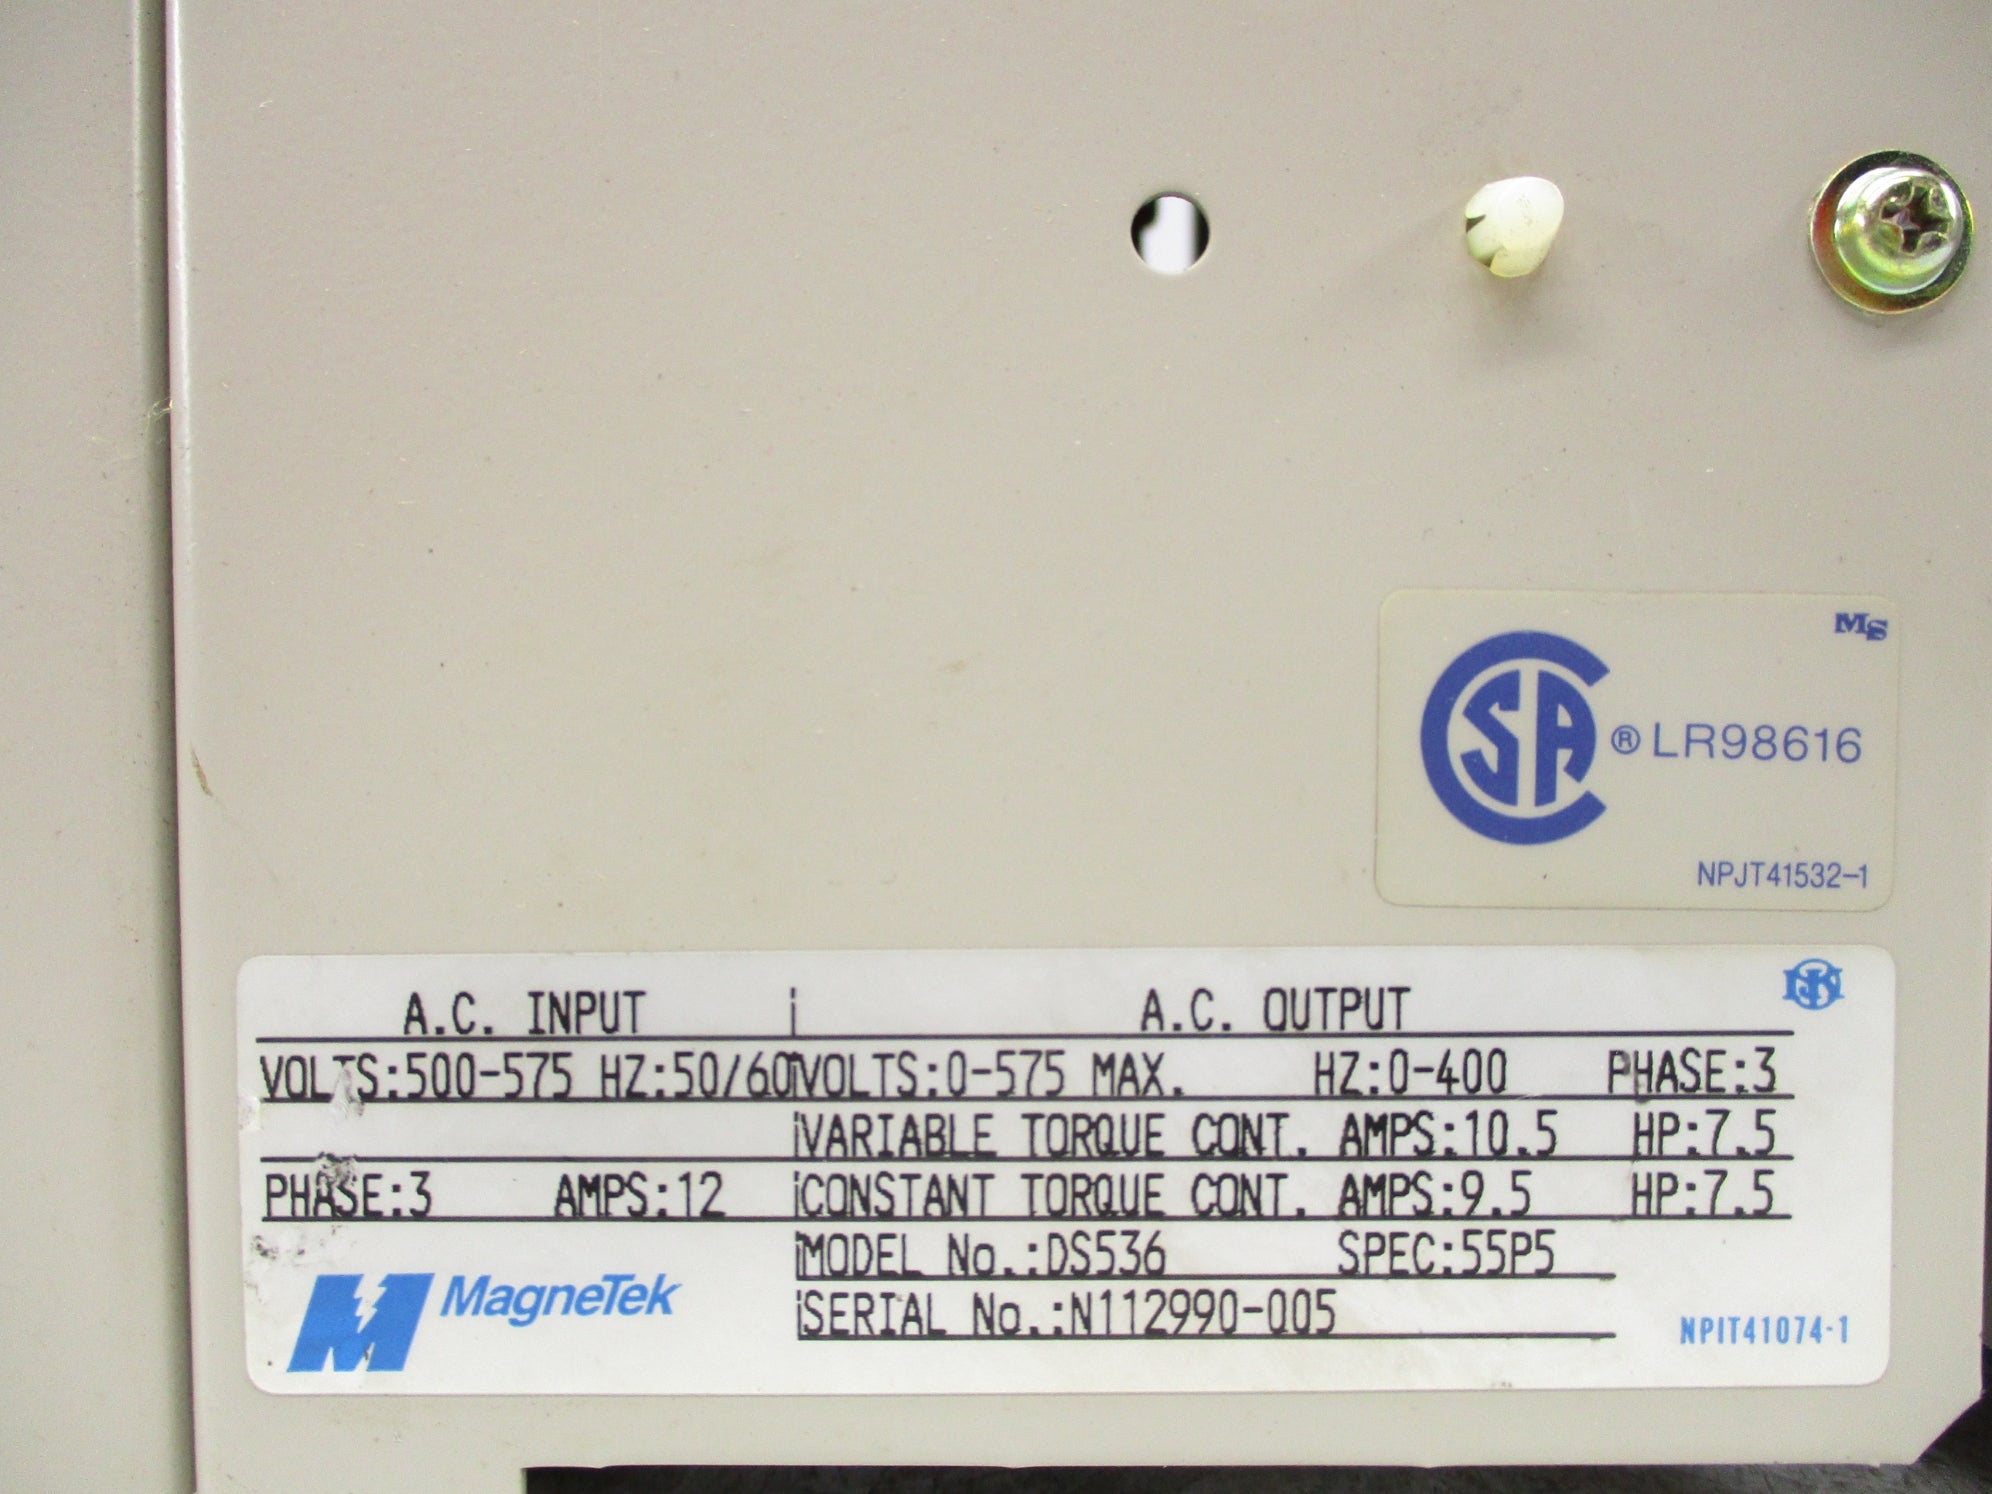 MS
CSA ® LR98616
NPJT41532-1
A.C. INPUT A.C. OUTPUT
VOLTS:500-575 HZ:50/60 VOLTS:0-575 MAX. HZ:0-400 PHASE:3
VARIABLE TORQUE CONT. AMPS:10.5 HP:7.5
PHASE:3 AMPS:12 CONSTANT TORQUE CONT. AMPS:9.5 HP:7.5
MODEL No.:DS536 SPEC:55P5
SERIAL No.:N112990-005
MagneTek
NPIT41074-1